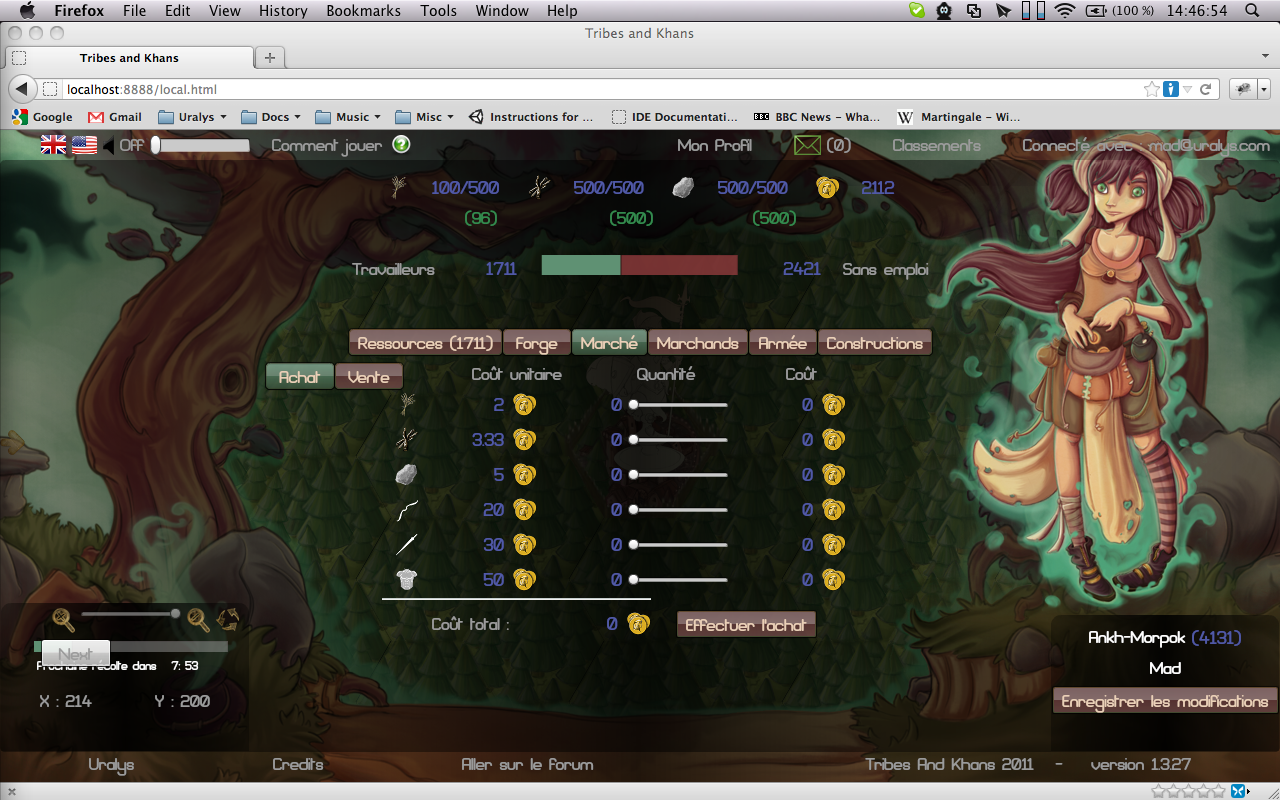 Firefox File Edit View History Bookmarks Tools Window Help (100 %) 14:46:54
Tribes and Khans
Tribes and Khans
localhost:8888/local.html
Google Gmail Uralys Docs Music Misc Instructions for ... IDE Documentati... BBC News – Wha... Martingale – Wi...
Off Comment jouer ? Mon Profil (0) Classements Connecté avec : mad@uralys.com
100/500 500/500 500/500 2112
(96) (500) (500)
Travailleurs 1711 2421 Sans emploi
Ressources (1711) Forge Marché Marchands Armée Constructions
Achat Vente Coût unitaire Quantité Coût
2 0 0
3.33 0 0
5 0 0
20 0 0
30 0 0
50 0 0
Coût total : 0 Effectuer l'achat
Next
Prochaine récolte dans 7: 53
X : 214 Y : 200
Ankh-Morpok (4131)
Mad
Enregistrer les modifications
Uralys Credits Aller sur le forum Tribes And Khans 2011 - version 1.3.27